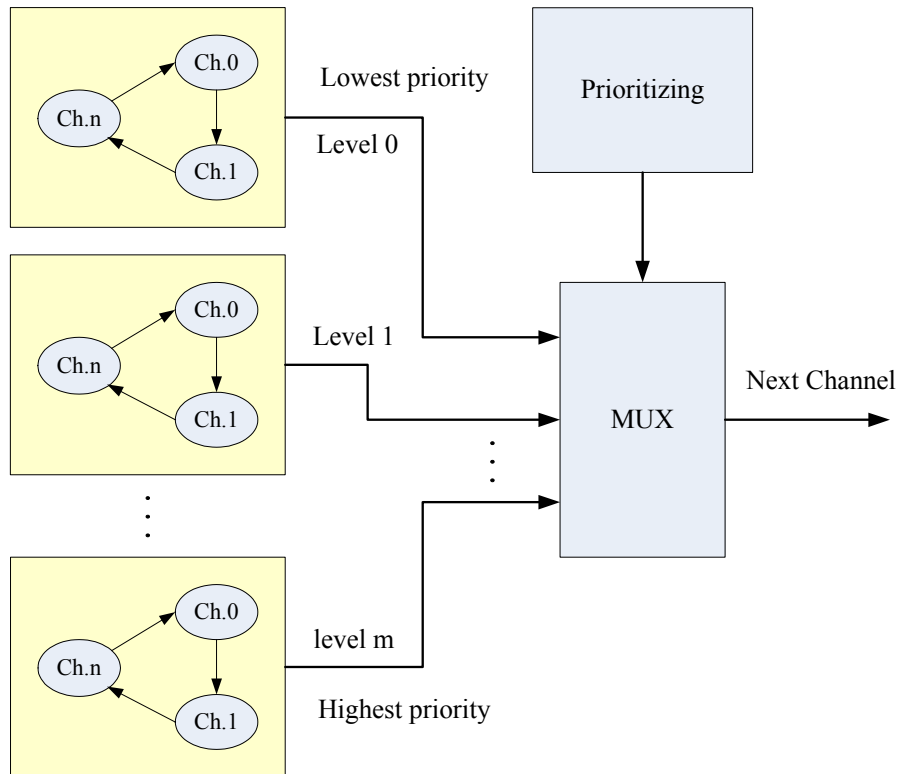 Ch.0
Ch.n
Ch.1
Lowest priority
Level 0
Prioritizing
Ch.0
Ch.n
Ch.1
Level 1
MUX
Next Channel
Ch.0
Ch.n
Ch.1
level m
Highest priority